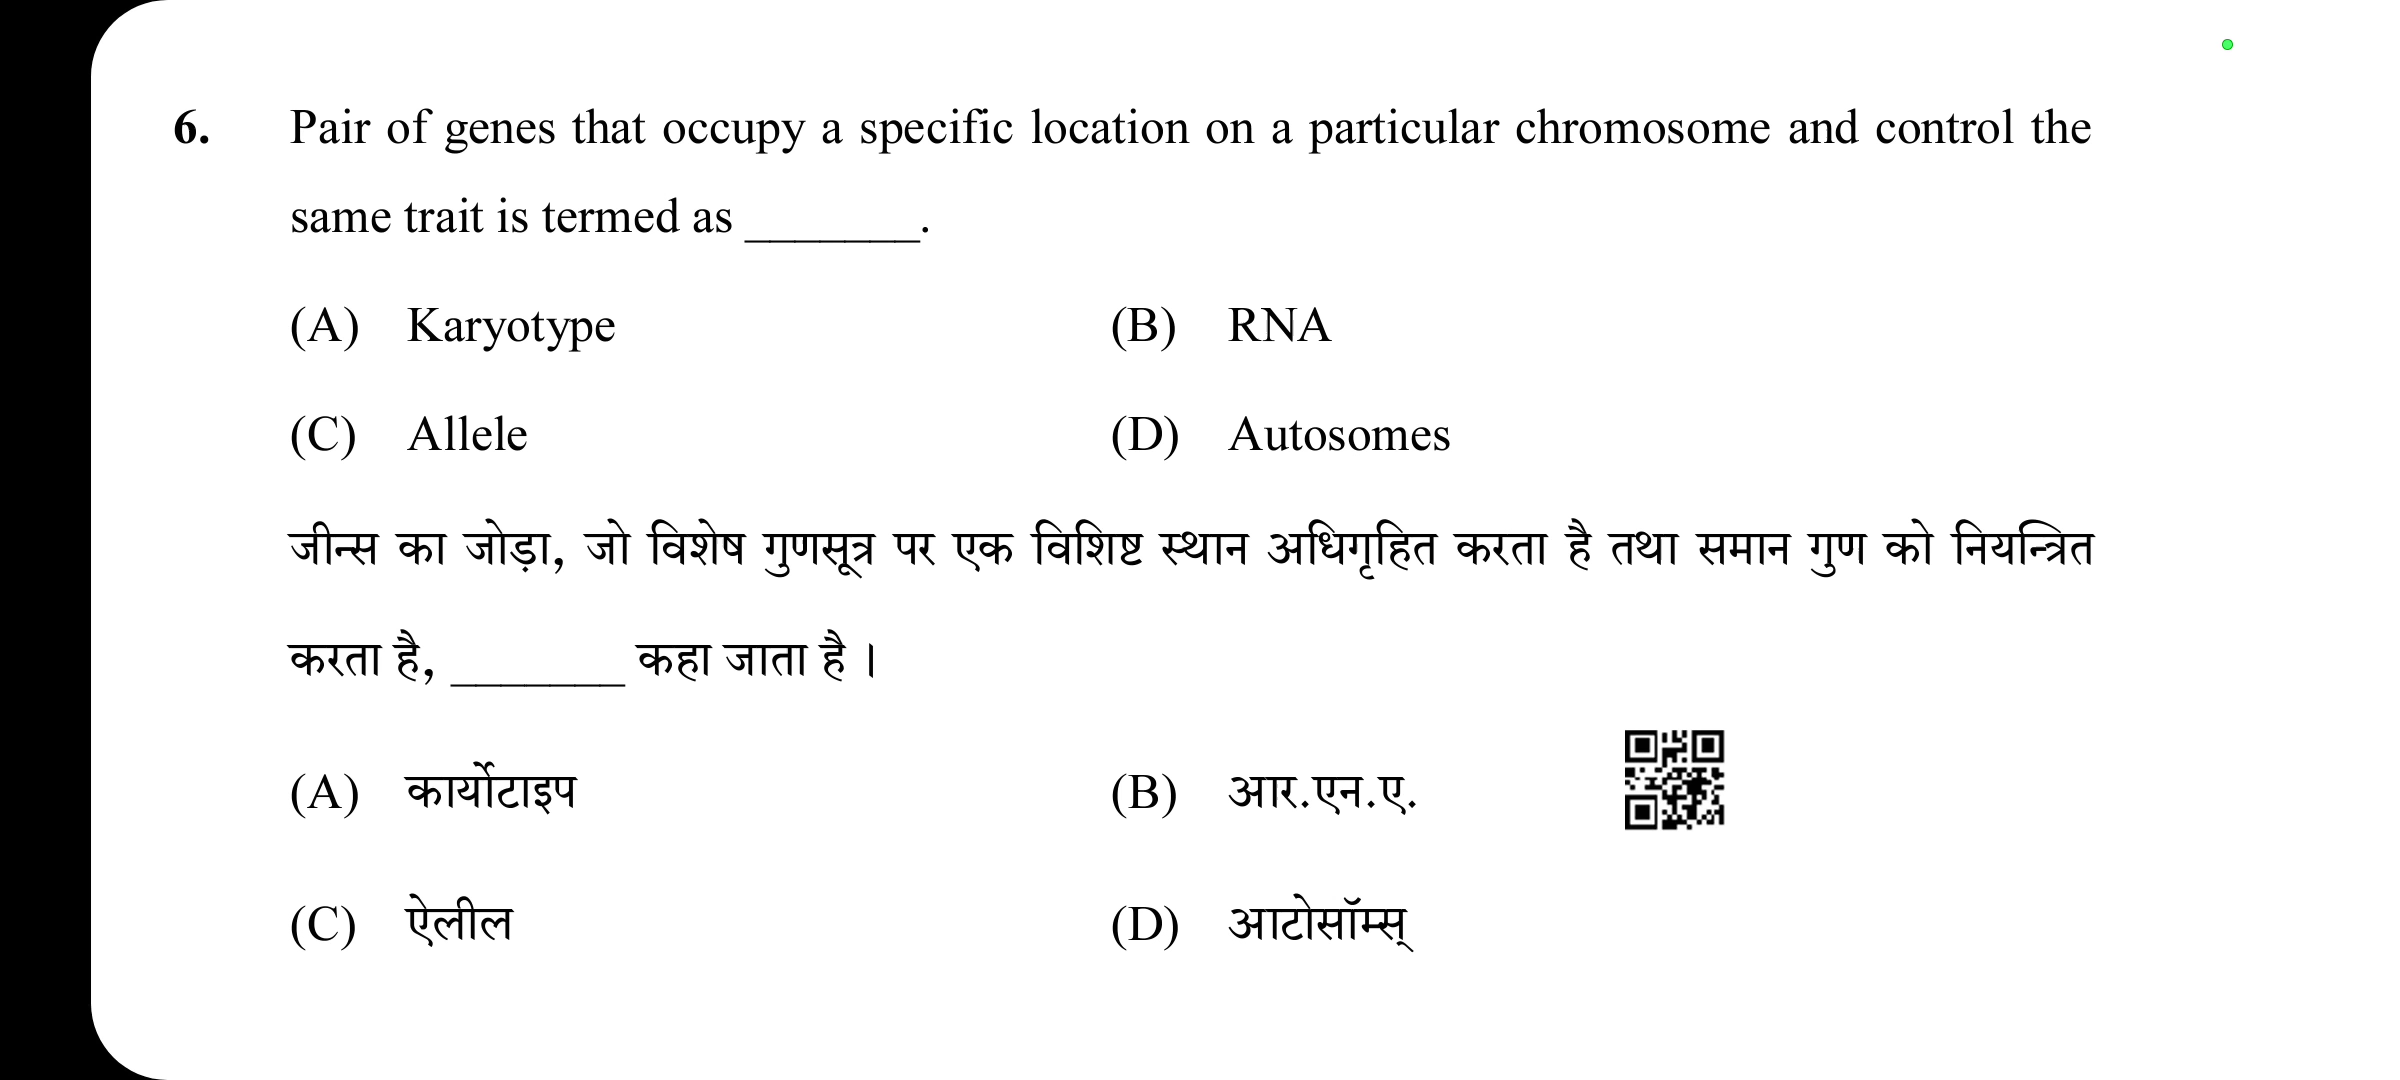 6. Pair of genes that occupy a specific location on a particular chromosome and control the
same trait is termed as _______.
(A) Karyotype (B) RNA
(C) Allele (D) Autosomes
जीन्स का जोड़ा, जो विशेष गुणसूत्र पर एक विशिष्ट स्थान अधिगृहित करता है तथा समान गुण को नियन्त्रित
करता है, _______ कहा जाता है ।
(A) कार्योटाइप (B) आर.एन.ए.
(C) ऐलील (D) आटोसॉम्स्